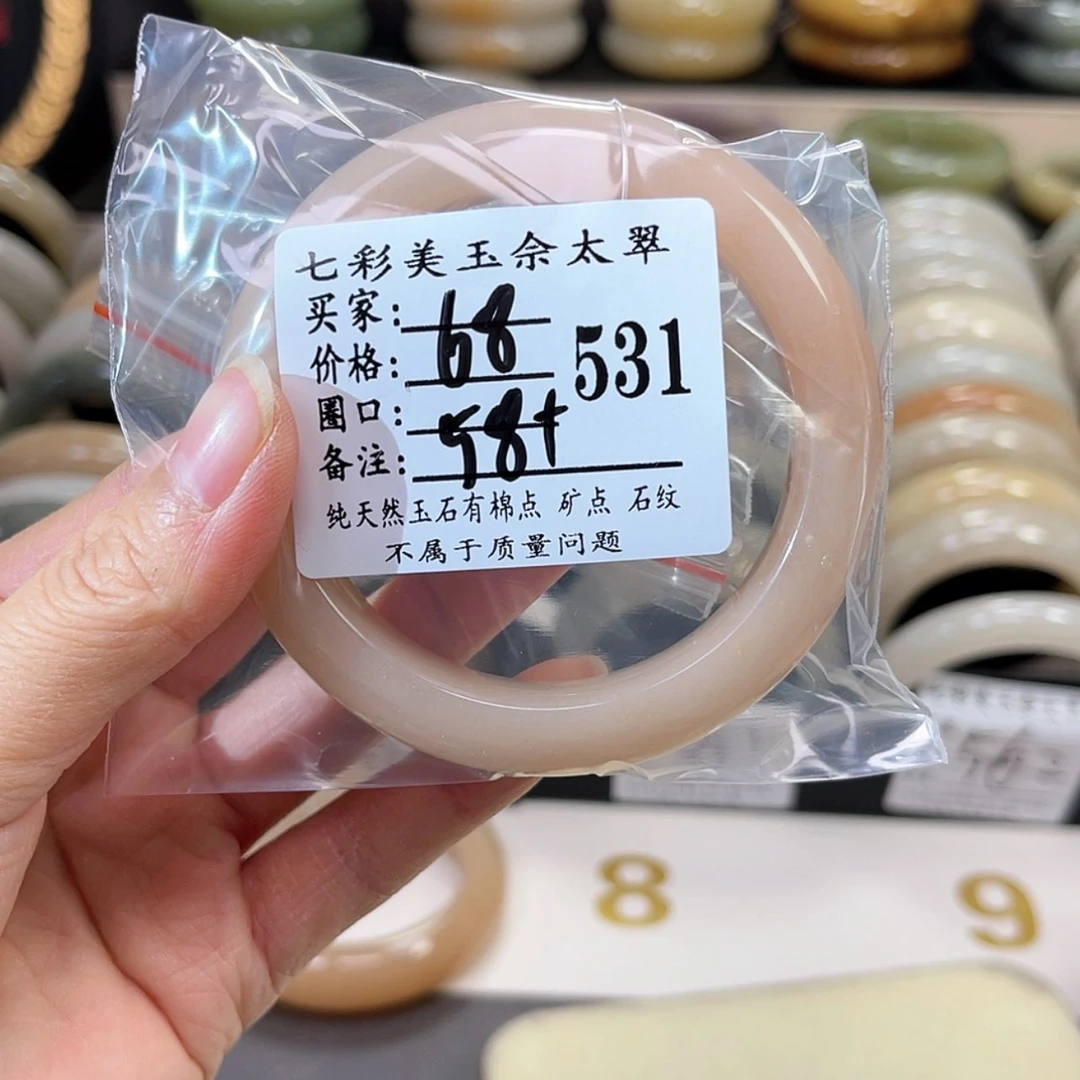 七彩美玉佘太翠
买家：
68
价格：
531
圈口：
58+
备注：
纯天然玉石有棉点 矿点 石纹
不属于质量问题
8
9